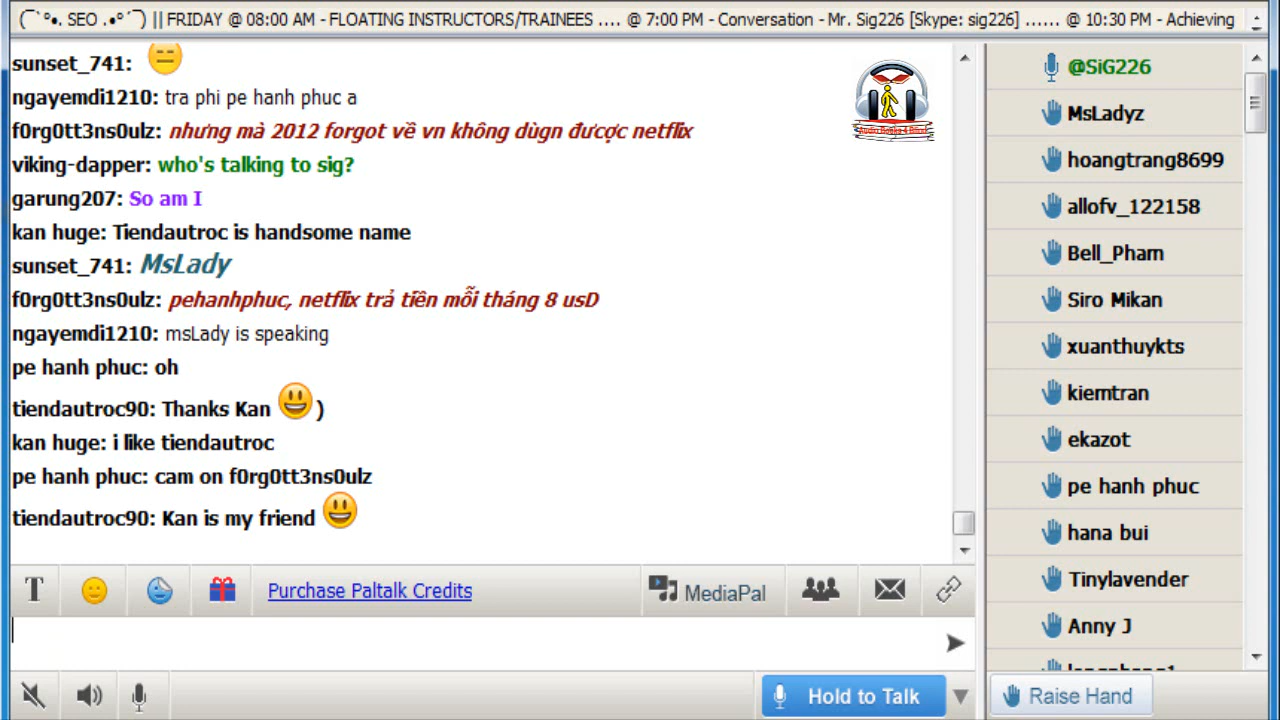 (¯`°•. SEO .•°´¯) || FRIDAY @ 08:00 AM - FLOATING INSTRUCTORS/TRAINEES .... @ 7:00 PM - Conversation - Mr. Sig226 [Skype: sig226] ...... @ 10:30 PM - Achieving
sunset_741:
ngayemdi1210: tra phi pe hanh phuc a
f0rg0tt3ns0ulz: nhưng mà 2012 forgot về vn không dùgn đưcợc netflix
viking-dapper: who's talking to sig?
garung207: So am I
kan huge: Tiendautroc is handsome name
sunset_741: MsLady
f0rg0tt3ns0ulz: pehanhphuc, netflix trả tiền mỗi tháng 8 usD
ngayemdi1210: msLady is speaking
pe hanh phuc: oh
tiendautroc90: Thanks Kan )
kan huge: i like tiendautroc
pe hanh phuc: cam on f0rg0tt3ns0ulz
tiendautroc90: Kan is my friend
T
Purchase Paltalk Credits
MediaPal
Hold to Talk
@SiG226
MsLadyz
hoangtrang8699
allofv_122158
Bell_Pham
Siro Mikan
xuanthuykts
kiemtran
ekazot
pe hanh phuc
hana bui
Tinylavender
Anny J
Raise Hand